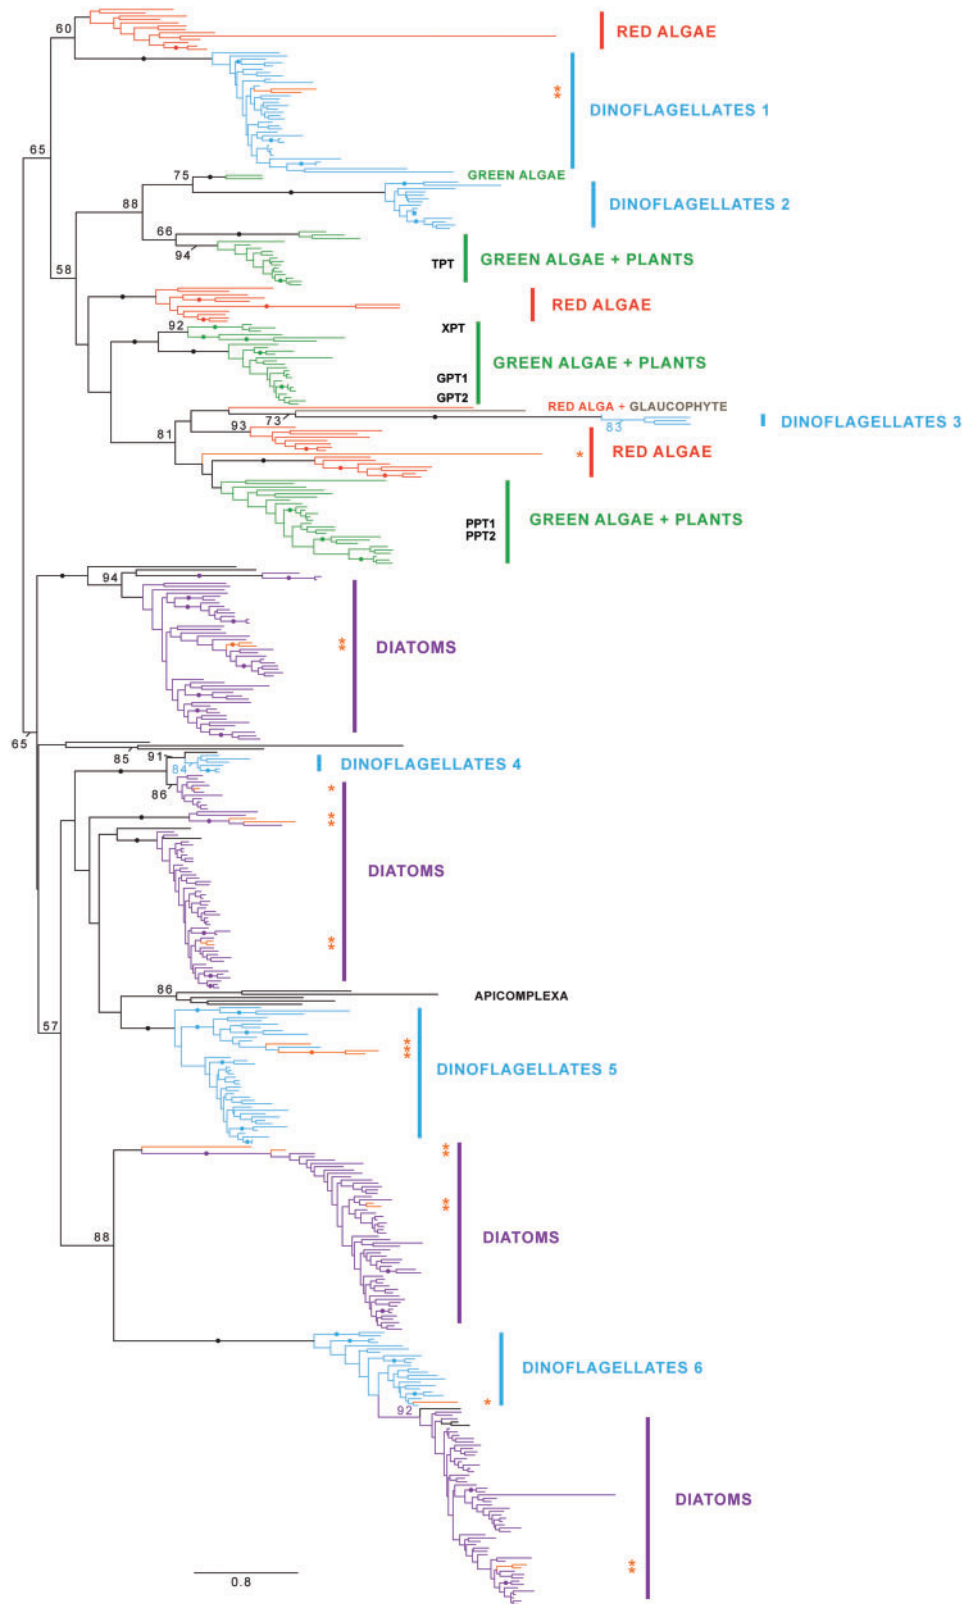 60
RED ALGAE
**
DINOFLAGELLATES 1
65
75
GREEN ALGAE
88
DINOFLAGELLATES 2
66
94
TPT
GREEN ALGAE + PLANTS
58
RED ALGAE
92
XPT
GREEN ALGAE + PLANTS
GPT1
GPT2
RED ALGA + GLAUCOPHYTE
73
83
DINOFLAGELLATES 3
81
93
*
RED ALGAE
PPT1
PPT2
GREEN ALGAE + PLANTS
94
**
DIATOMS
65
85
91
84
DINOFLAGELLATES 4
86
*
**
DIATOMS
**
86
APICOMPLEXA
57
***
DINOFLAGELLATES 5
**
**
88
DIATOMS
DINOFLAGELLATES 6
*
92
DIATOMS
**
0.8